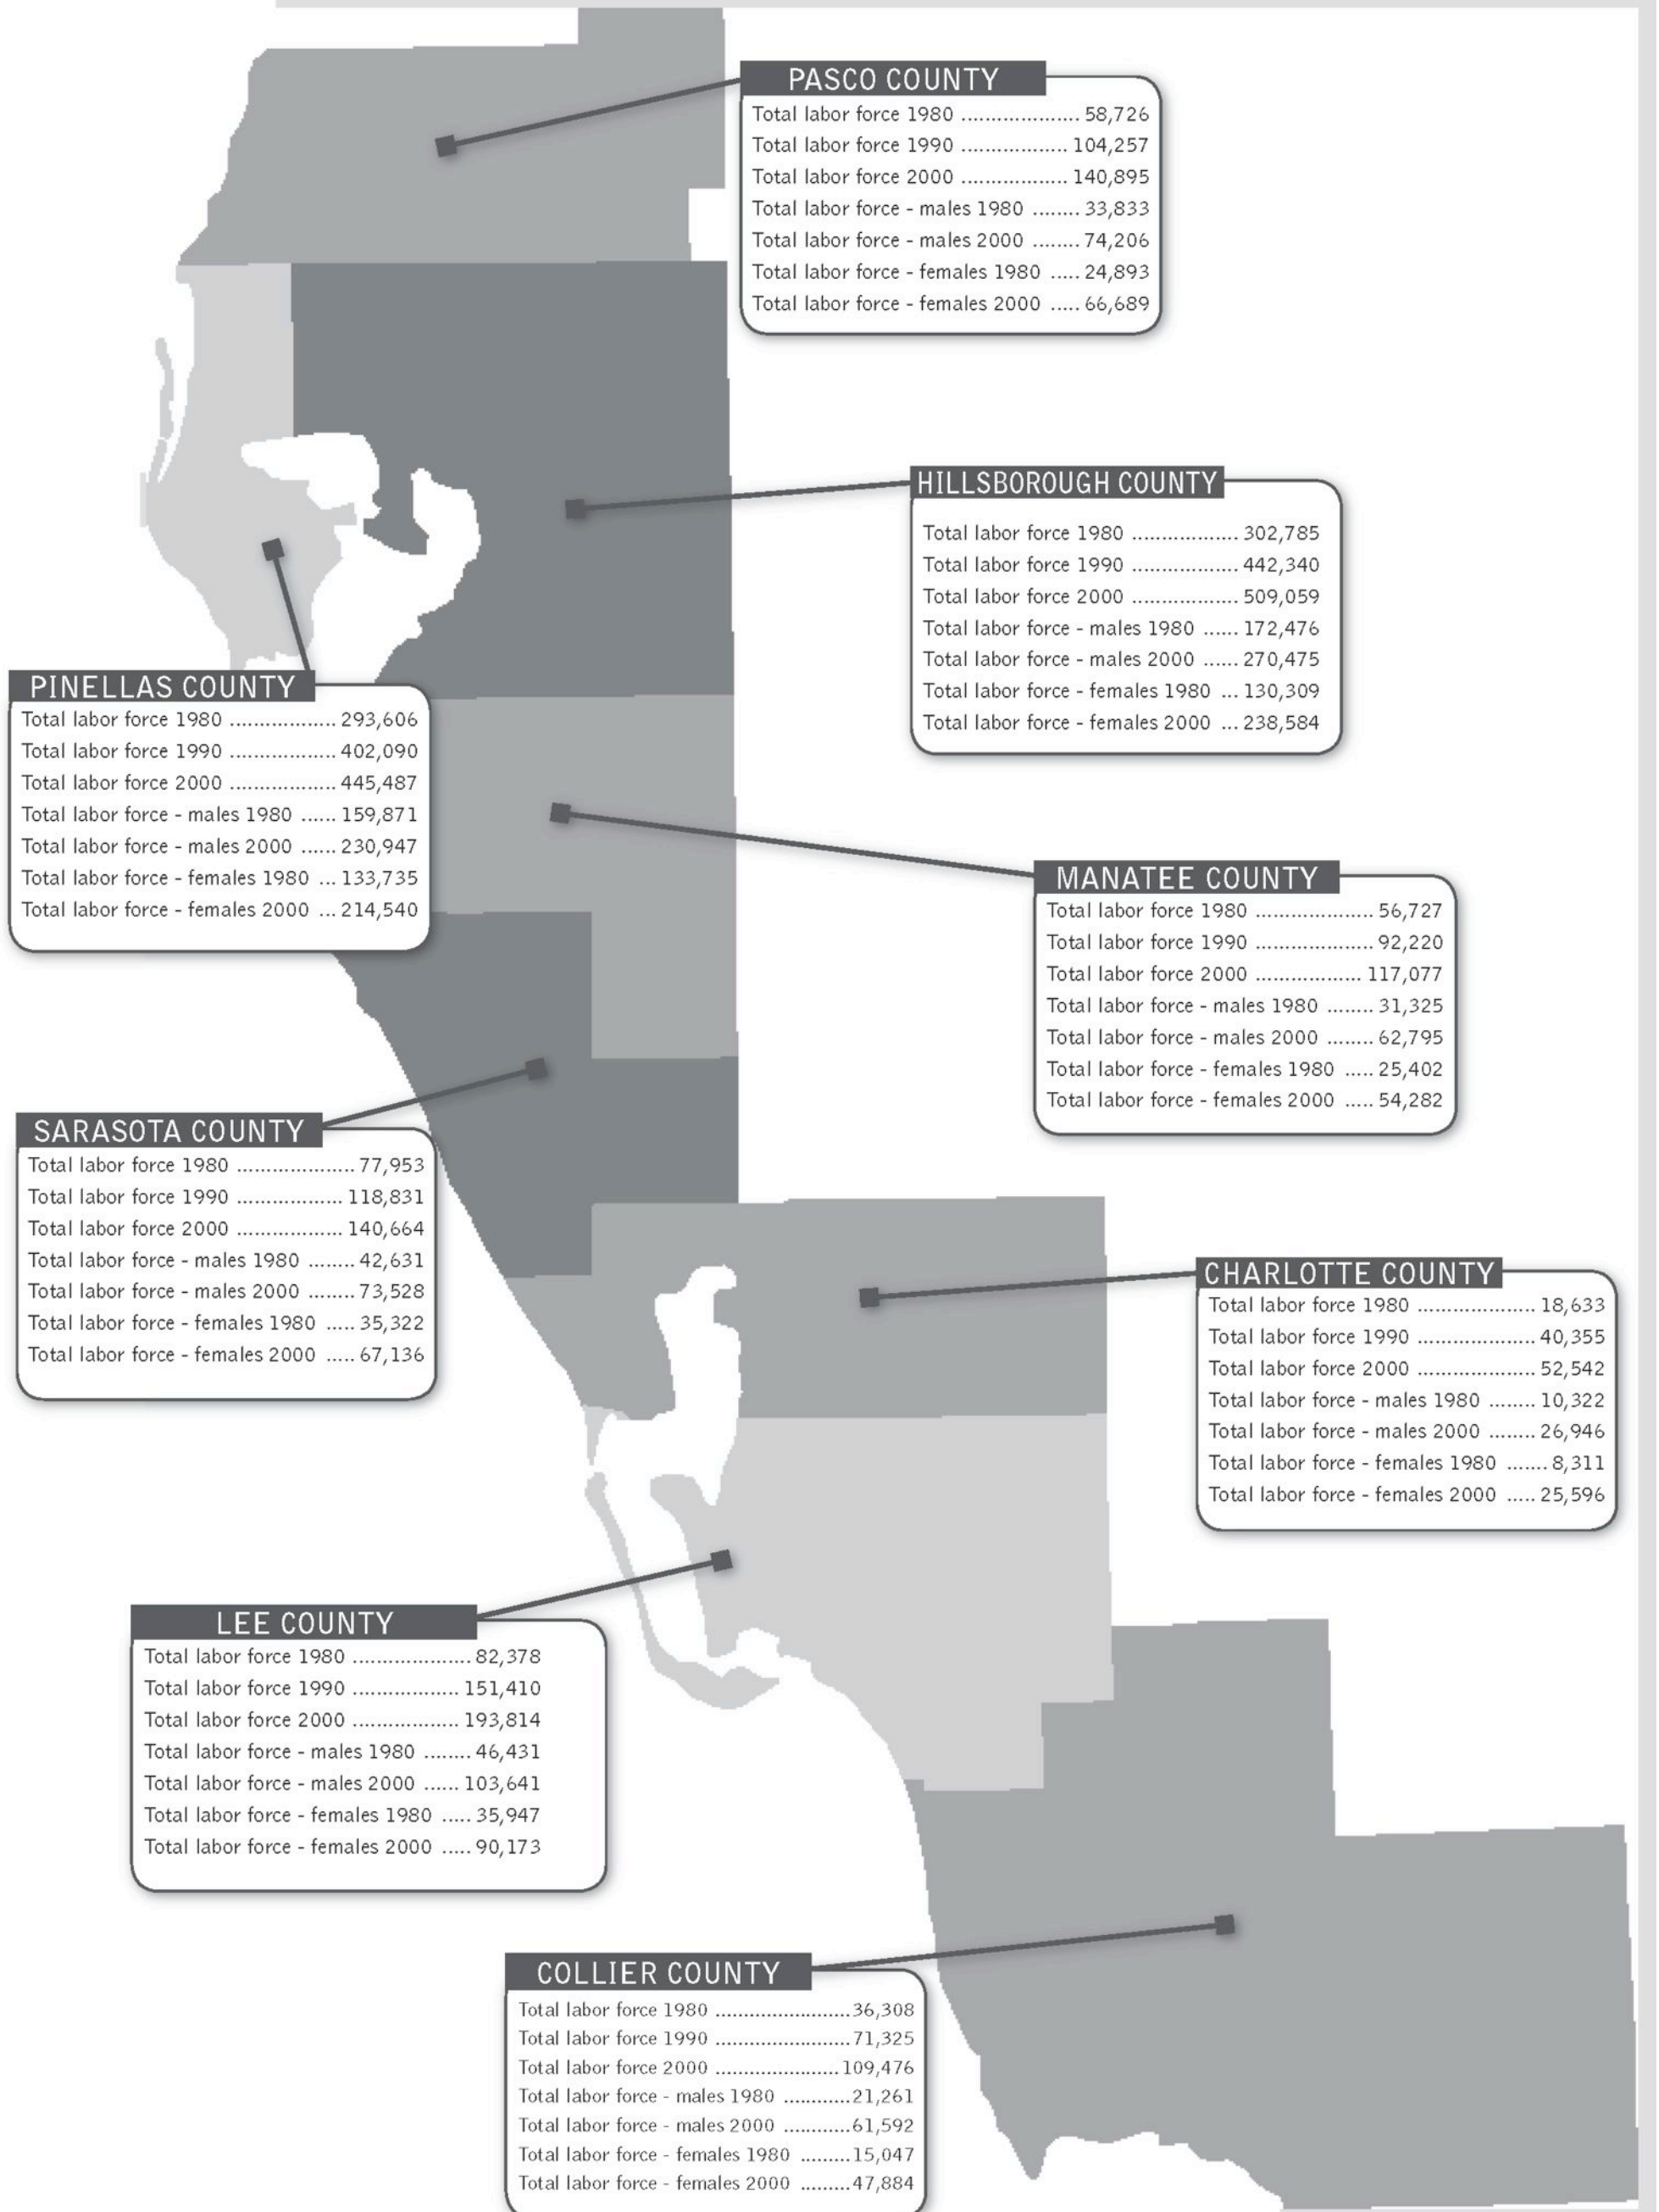 PASCO COUNTY
Total labor force 1980 .................... 58,726
Total labor force 1990 .................. 104,257
Total labor force 2000 .................. 140,895
Total labor force - males 1980 ........ 33,833
Total labor force - males 2000 ........ 74,206
Total labor force - females 1980 ..... 24,893
Total labor force - females 2000 ..... 66,689
HILLSBOROUGH COUNTY
Total labor force 1980 .................. 302,785
Total labor force 1990 .................. 442,340
Total labor force 2000 .................. 509,059
Total labor force - males 1980 ...... 172,476
Total labor force - males 2000 ...... 270,475
Total labor force - females 1980 ... 130,309
Total labor force - females 2000 ... 238,584
PINELLAS COUNTY
Total labor force 1980 .................. 293,606
Total labor force 1990 .................. 402,090
Total labor force 2000 .................. 445,487
Total labor force - males 1980 ...... 159,871
Total labor force - males 2000 ...... 230,947
Total labor force - females 1980 ... 133,735
Total labor force - females 2000 ... 214,540
MANATEE COUNTY
Total labor force 1980 .................... 56,727
Total labor force 1990 .................... 92,220
Total labor force 2000 .................. 117,077
Total labor force - males 1980 ........ 31,325
Total labor force - males 2000 ........ 62,795
Total labor force - females 1980 ..... 25,402
Total labor force - females 2000 ..... 54,282
SARASOTA COUNTY
Total labor force 1980 .................... 77,953
Total labor force 1990 .................. 118,831
Total labor force 2000 .................. 140,664
Total labor force - males 1980 ........ 42,631
Total labor force - males 2000 ........ 73,528
Total labor force - females 1980 ..... 35,322
Total labor force - females 2000 ..... 67,136
CHARLOTTE COUNTY
Total labor force 1980 .................... 18,633
Total labor force 1990 .................... 40,355
Total labor force 2000 .................... 52,542
Total labor force - males 1980 ........ 10,322
Total labor force - males 2000 ........ 26,946
Total labor force - females 1980 ....... 8,311
Total labor force - females 2000 ..... 25,596
LEE COUNTY
Total labor force 1980 .................... 82,378
Total labor force 1990 .................. 151,410
Total labor force 2000 .................. 193,814
Total labor force - males 1980 ........ 46,431
Total labor force - males 2000 ...... 103,641
Total labor force - females 1980 ..... 35,947
Total labor force - females 2000 ..... 90,173
COLLIER COUNTY
Total labor force 1980 .......................36,308
Total labor force 1990 .......................71,325
Total labor force 2000 .....................109,476
Total labor force - males 1980 ............21,261
Total labor force - males 2000 ............61,592
Total labor force - females 1980 .........15,047
Total labor force - females 2000 .........47,884